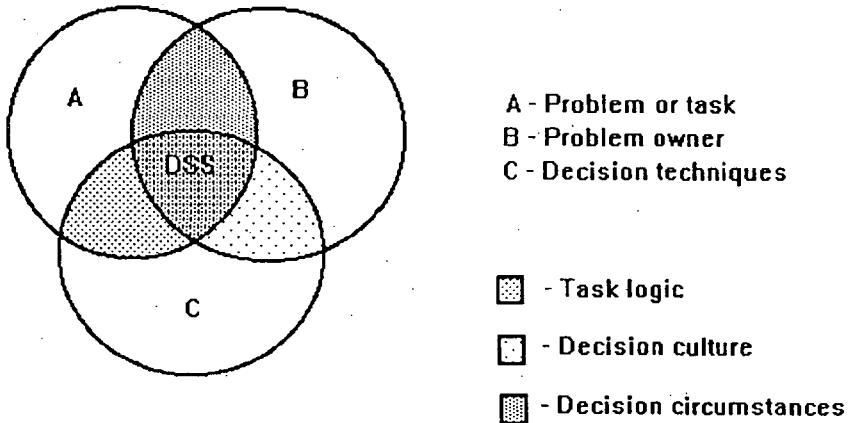 A
B
DSS
C
A - Problem or task
B - Problem owner
C - Decision techniques
- Task logic
- Decision culture
- Decision circumstances